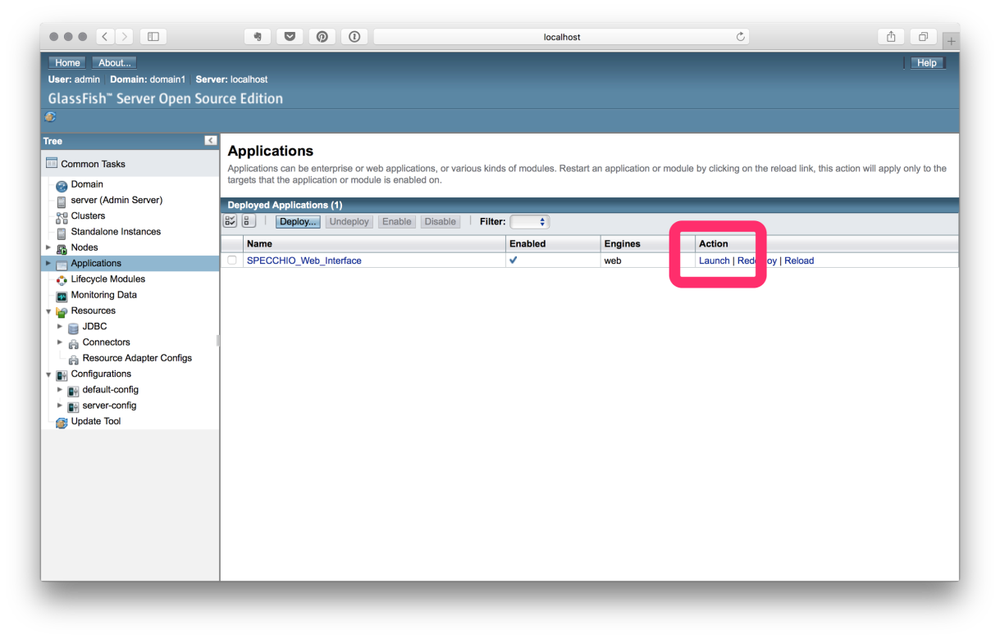 localhost
Home About... Help
User: admin Domain: domain1 Server: localhost
GlassFish™ Server Open Source Edition
Tree
Common Tasks
Domain
server (Admin Server)
Clusters
Standalone Instances
Nodes
Applications
Lifecycle Modules
Monitoring Data
Resources
JDBC
Connectors
Resource Adapter Configs
Configurations
default-config
server-config
Update Tool
Applications
Applications can be enterprise or web applications, or various kinds of modules. Restart an application or module by clicking on the reload link, this action will apply only to the
targets that the application or module is enabled on.
Deployed Applications (1)
Deploy... Undeploy Enable Disable Filter:
Name Enabled Engines Action
SPECCHIO_Web_Interface web Launch | | Reload